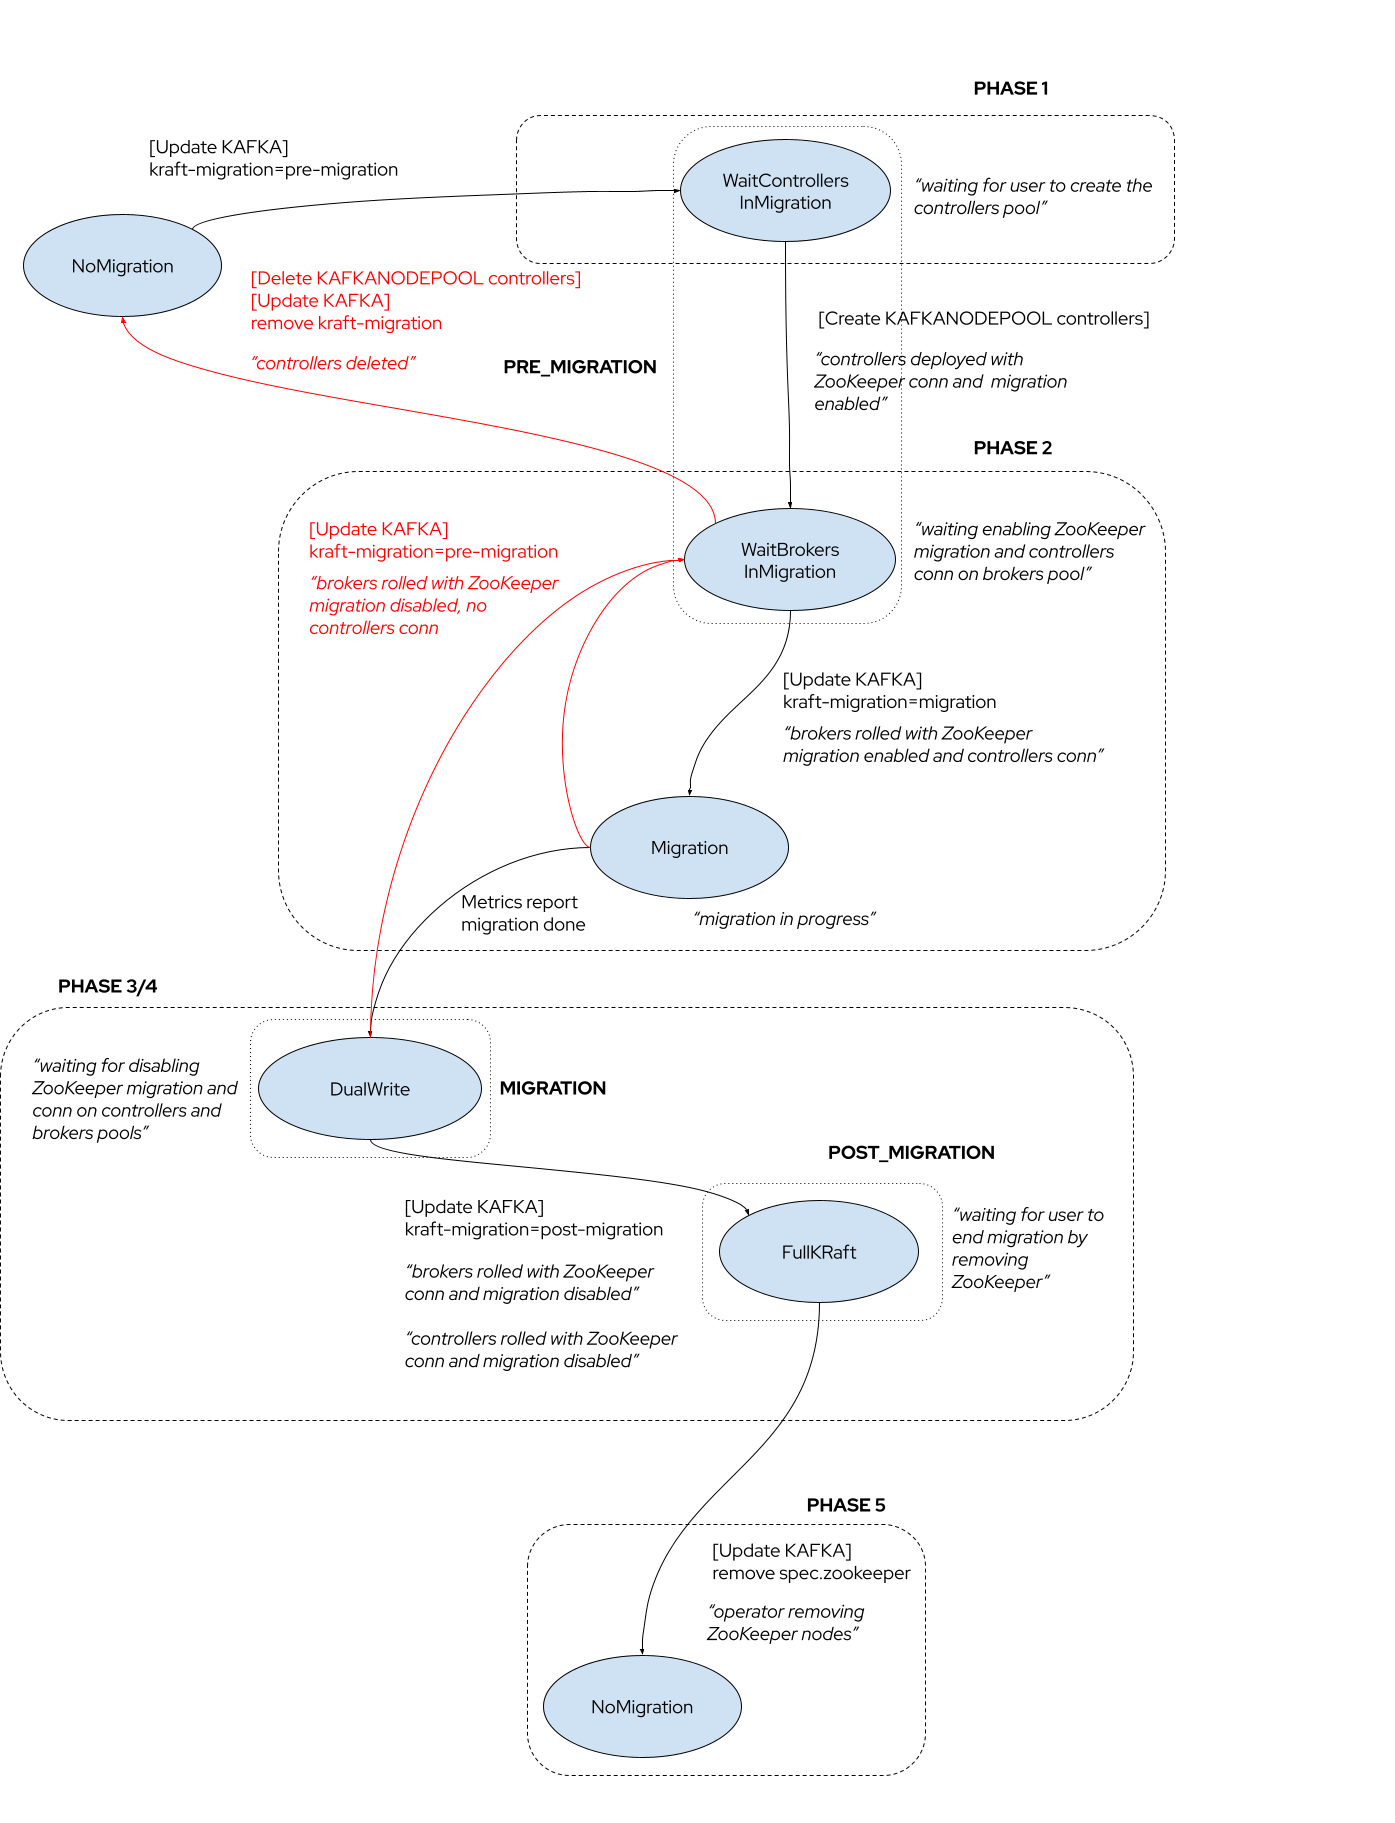 PHASE 1
[Update KAFKA]
kraft-migration=pre-migration
WaitControllers
InMigration
“waiting for user to create the
controllers pool”
NoMigration
[Delete KAFKANODEPOOL controllers]
[Update KAFKA]
remove kraft-migration
“controllers deleted”
PRE_MIGRATION
[Create KAFKANODEPOOL controllers]
“controllers deployed with
ZooKeeper conn and  migration
enabled”
PHASE 2
[Update KAFKA]
kraft-migration=pre-migration
“brokers rolled with ZooKeeper
migration disabled, no
controllers conn
WaitBrokers
InMigration
“waiting enabling ZooKeeper
migration and controllers
conn on brokers pool”
[Update KAFKA]
kraft-migration=migration
“brokers rolled with ZooKeeper
migration enabled and controllers conn”
Migration
Metrics report
migration done
“migration in progress”
PHASE 3/4
“waiting for disabling
ZooKeeper migration and
conn on controllers and
brokers pools”
DualWrite
MIGRATION
POST_MIGRATION
[Update KAFKA]
kraft-migration=post-migration
“brokers rolled with ZooKeeper
conn and migration disabled”
“controllers rolled with ZooKeeper
conn and migration disabled”
FullKRaft
“waiting for user to
end migration by
removing
ZooKeeper”
PHASE 5
[Update KAFKA]
remove spec.zookeeper
“operator removing
ZooKeeper nodes”
NoMigration